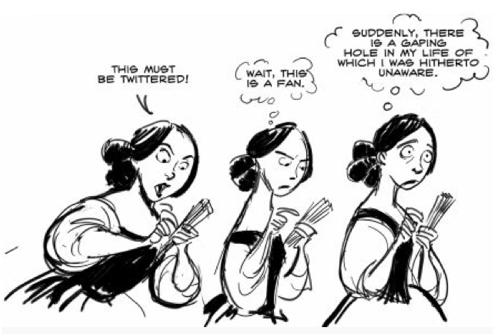 THIS MUST
BE TWITTERED!
WAIT, THIS
IS A FAN.
SUDDENLY, THERE
IS A GAPING
HOLE IN MY LIFE OF
WHICH I WAS HITHERTO
UNAWARE.